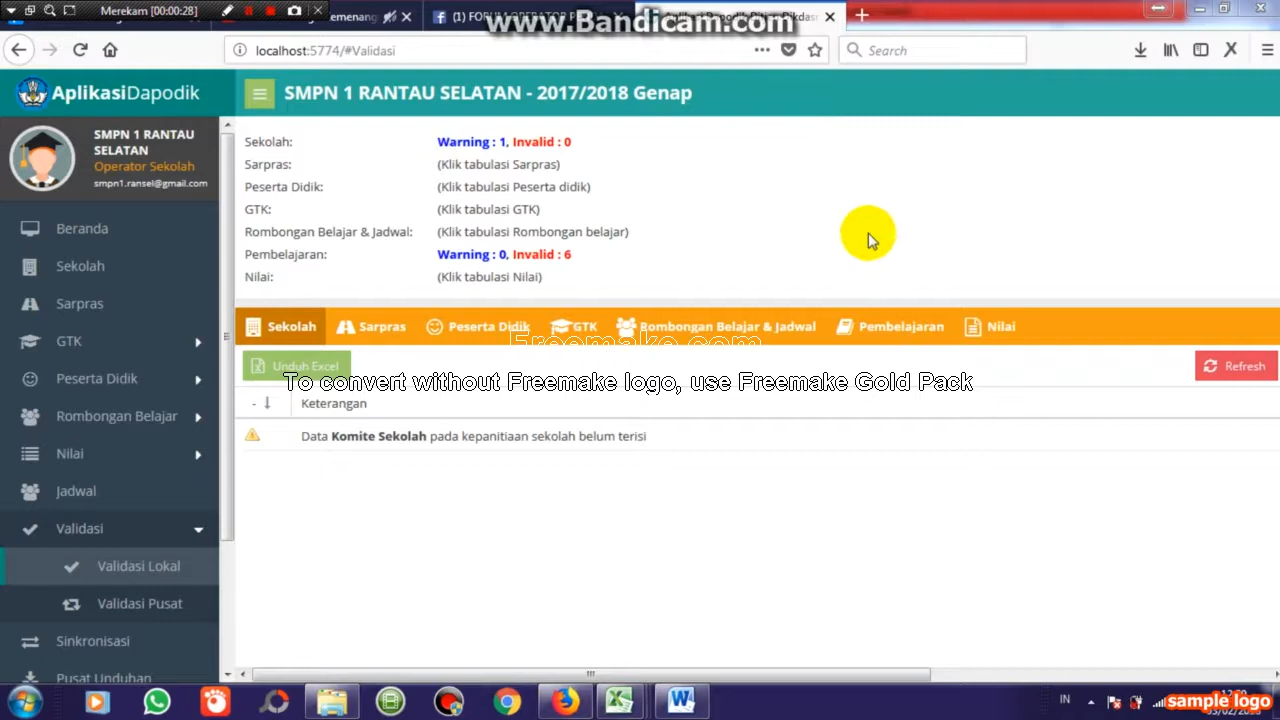 Merekam [00:00:28]
menang
(1) FORUM OPERATOR
www.Bandicam.com
localhost:5774/#Validasi
Search
AplikasiDapodik
SMPN 1 RANTAU SELATAN - 2017/2018 Genap
SMPN 1 RANTAU
SELATAN
Operator Sekolah
smpn1.ransel@gmail.com
Beranda
Sekolah
Sarpras
GTK
Peserta Didik
Rombongan Belajar
Nilai
Jadwal
Validasi
Validasi Lokal
Validasi Pusat
Sinkronisasi
Pusat Unduhan
Sekolah: Warning : 1, Invalid : 0
Sarpras: (Klik tabulasi Sarpras)
Peserta Didik: (Klik tabulasi Peserta didik)
GTK: (Klik tabulasi GTK)
Rombongan Belajar & Jadwal: (Klik tabulasi Rombongan belajar)
Pembelajaran: Warning : 0, Invalid : 6
Nilai: (Klik tabulasi Nilai)
Sekolah Sarpras Peserta Didik GTK Rombongan Belajar & Jadwal Pembelajaran Nilai
Freemake.com
Unduh Excel Refresh
To convert without Freemake logo, use Freemake Gold Pack
- Keterangan
Data Komite Sekolah pada kepanitiaan sekolah belum terisi
IN
sample logo